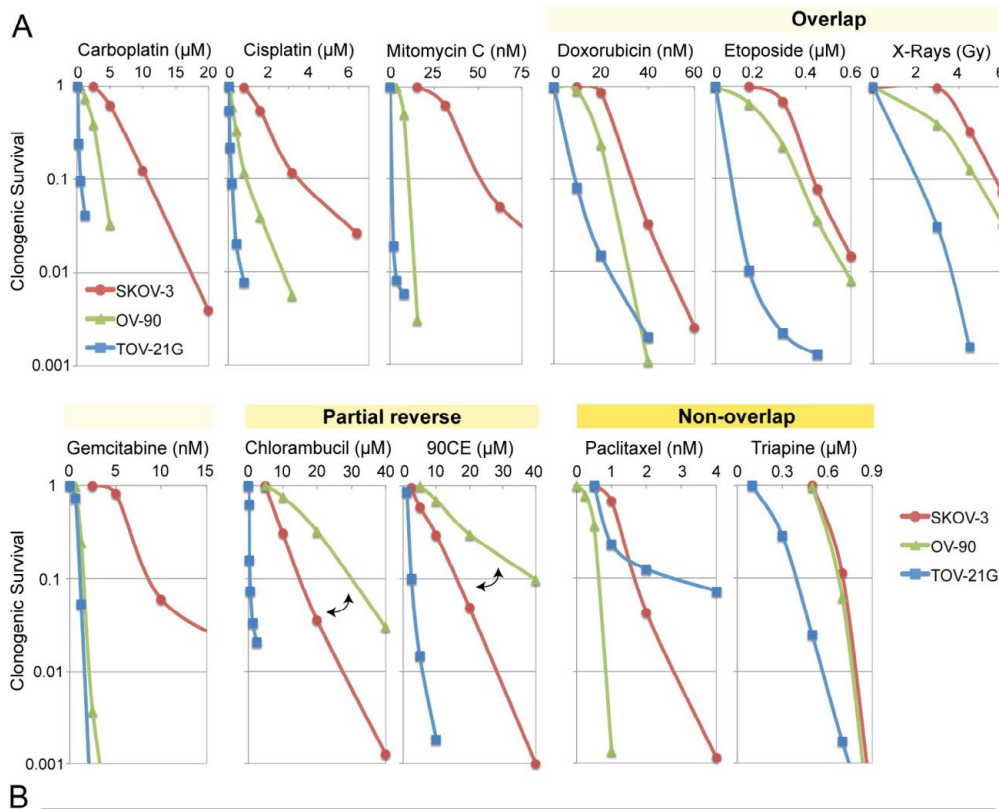 A
Overlap
Carboplatin (µM) Cisplatin (µM) Mitomycin C (nM) Doxorubicin (nM) Etoposide (µM) X-Rays (Gy)
0 5 10 15 20 0 2 4 6 0 25 50 75 0 20 40 60 0 0.2 0.4 0.6 0 2 4 6
Clonogenic Survival
1
0.1
0.01
0.001
SKOV-3
OV-90
TOV-21G
Partial reverse Non-overlap
Gemcitabine (nM) Chlorambucil (µM) 90CE (µM) Paclitaxel (nM) Triapine (µM)
0 5 10 15 0 10 20 30 40 0 10 20 30 40 0 1 2 3 4 0 0.3 0.6 0.9
Clonogenic Survival
1
0.1
0.01
0.001
SKOV-3
OV-90
TOV-21G
B